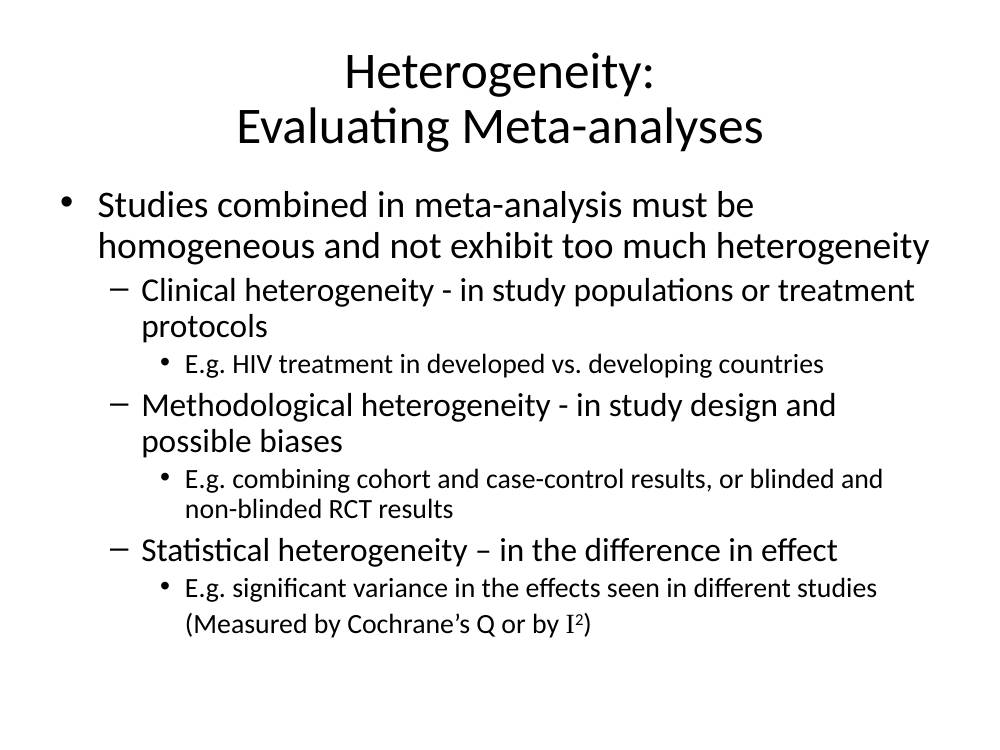 Heterogeneity:
Evaluating Meta-analyses
• Studies combined in meta-analysis must be
homogeneous and not exhibit too much heterogeneity
– Clinical heterogeneity - in study populations or treatment
protocols
• E.g. HIV treatment in developed vs. developing countries
– Methodological heterogeneity - in study design and
possible biases
• E.g. combining cohort and case-control results, or blinded and
non-blinded RCT results
– Statistical heterogeneity – in the difference in effect
• E.g. significant variance in the effects seen in different studies
(Measured by Cochrane’s Q or by I²)